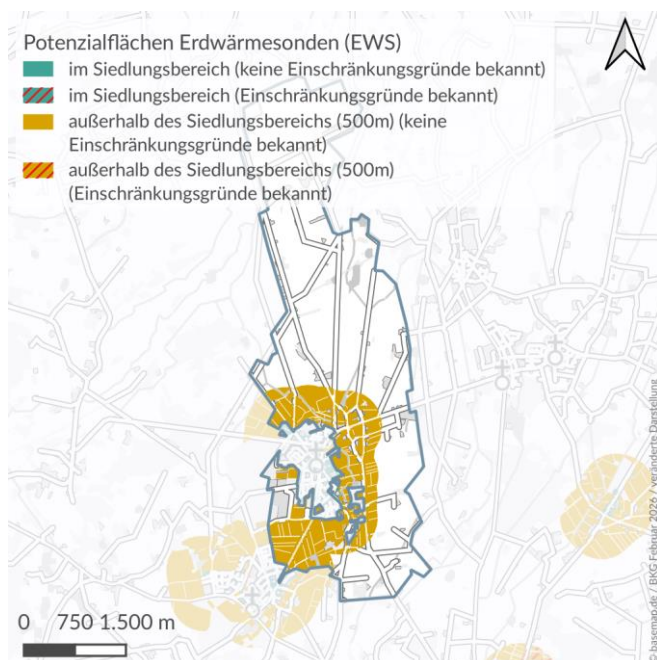 Potenzialflächen Erdwärmesonden (EWS)
im Siedlungsbereich (keine Einschränkungsgründe bekannt)
im Siedlungsbereich (Einschränkungsgründe bekannt)
außerhalb des Siedlungsbereichs (500m) (keine
Einschränkungsgründe bekannt)
außerhalb des Siedlungsbereichs (500m)
(Einschränkungsgründe bekannt)
0 750 1.500 m
© basemap.de / BKG Februar 2026 / veränderte Darstellung